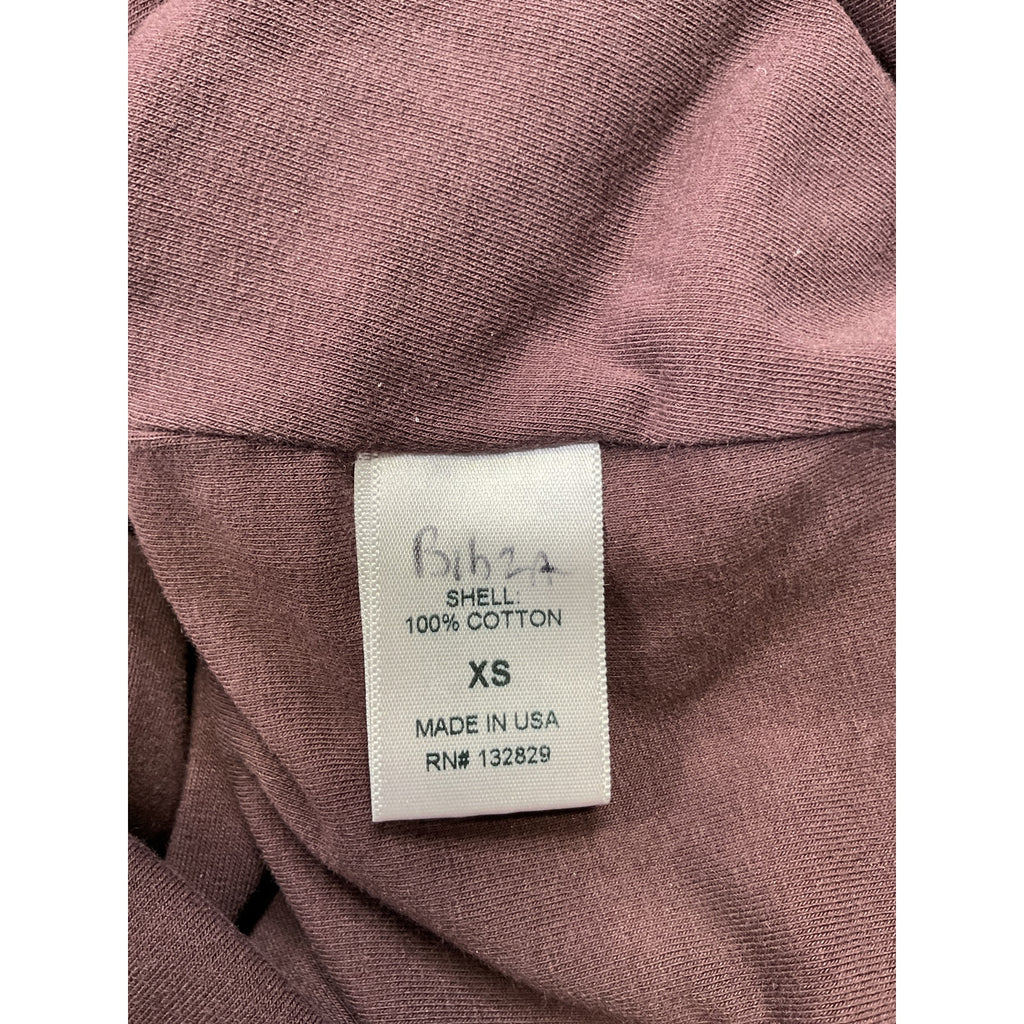 SHELL:
100% COTTON
XS
MADE IN USA
RN# 132829